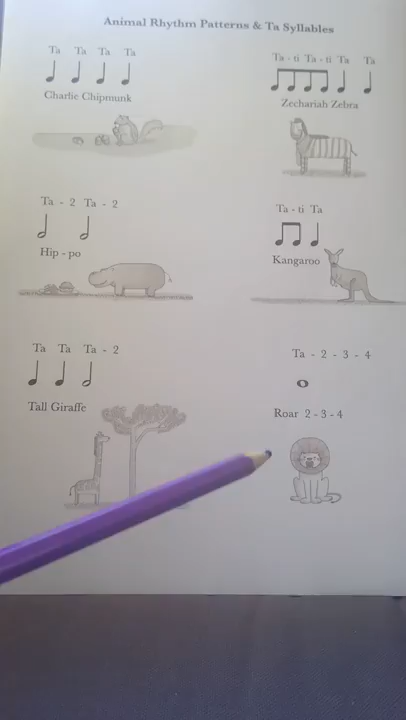 Animal Rhythm Patterns & Ta Syllables
Ta Ta Ta Ta
Charlie Chipmunk
Ta - ti Ta - ti Ta Ta
Zechariah Zebra
Ta - 2 Ta - 2
Hip - po
Ta - ti Ta
Kangaroo
Ta Ta Ta - 2
Tall Giraffe
Ta - 2 - 3 - 4
Roar 2 - 3 - 4